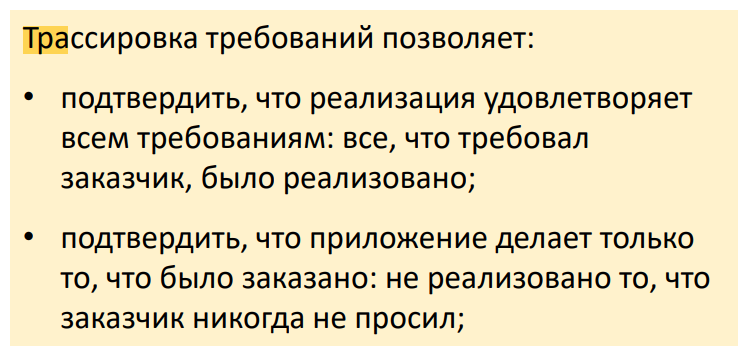 Трассировка требований позволяет:
• подтвердить, что реализация удовлетворяет
всем требованиям: все, что требовал
заказчик, было реализовано;
• подтвердить, что приложение делает только
то, что было заказано: не реализовано то, что
заказчик никогда не просил;